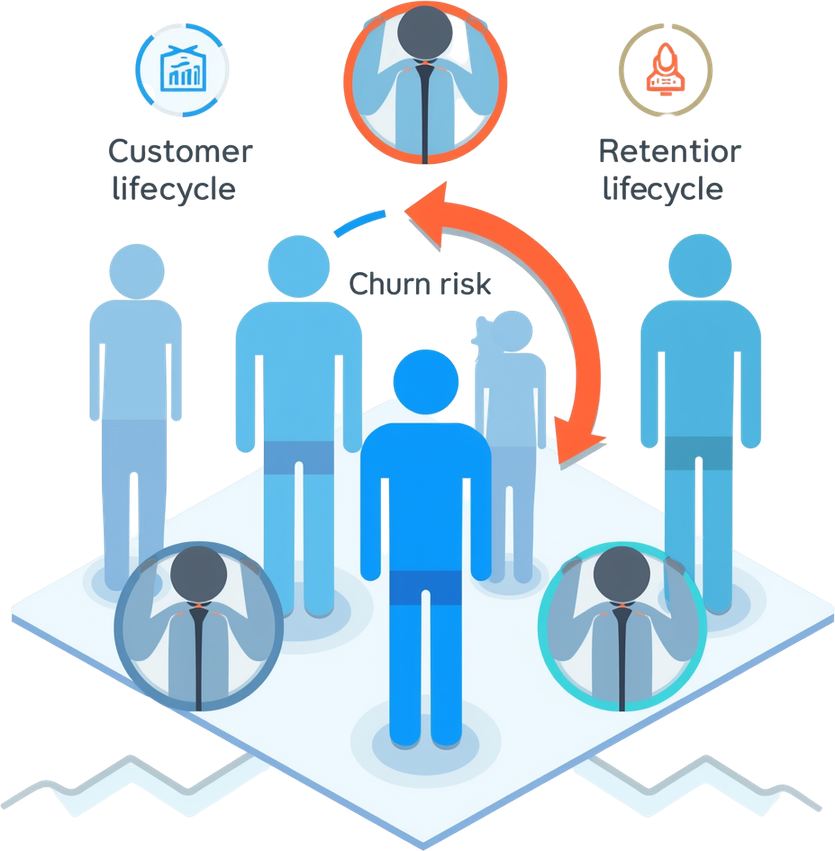 Customer
lifecycle
Retentior
lifecycle
Churn risk